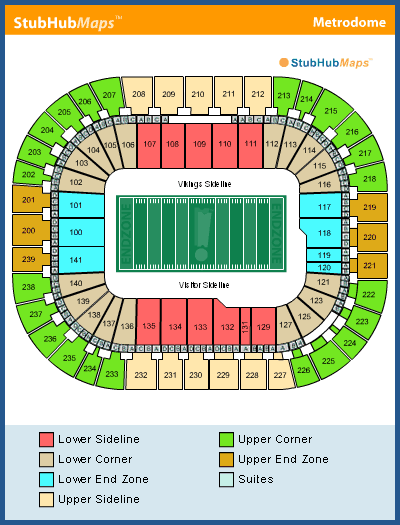 StubHubMaps™ Metrodome
StubHubMaps™
208 209 210 211 212
207 213
206 214
205 215
204 216
203 217
202 218
201 219
200 220
239 221
238 222
237 223
236 224
235 225
234 226
233 227
232 231 230 229 228 227
105 106 107 108 109 110 111 112 113
104 114
103 115
102 116
101 117
100 118
141 119
120
140 121
139 123
138 125
137 136 135 134 133 132 131 129 127
Vikings Sideline
ENDZONE ENDZONE
Visitor Sideline
Lower Sideline Upper Corner
Lower Corner Upper End Zone
Lower End Zone Suites
Upper Sideline